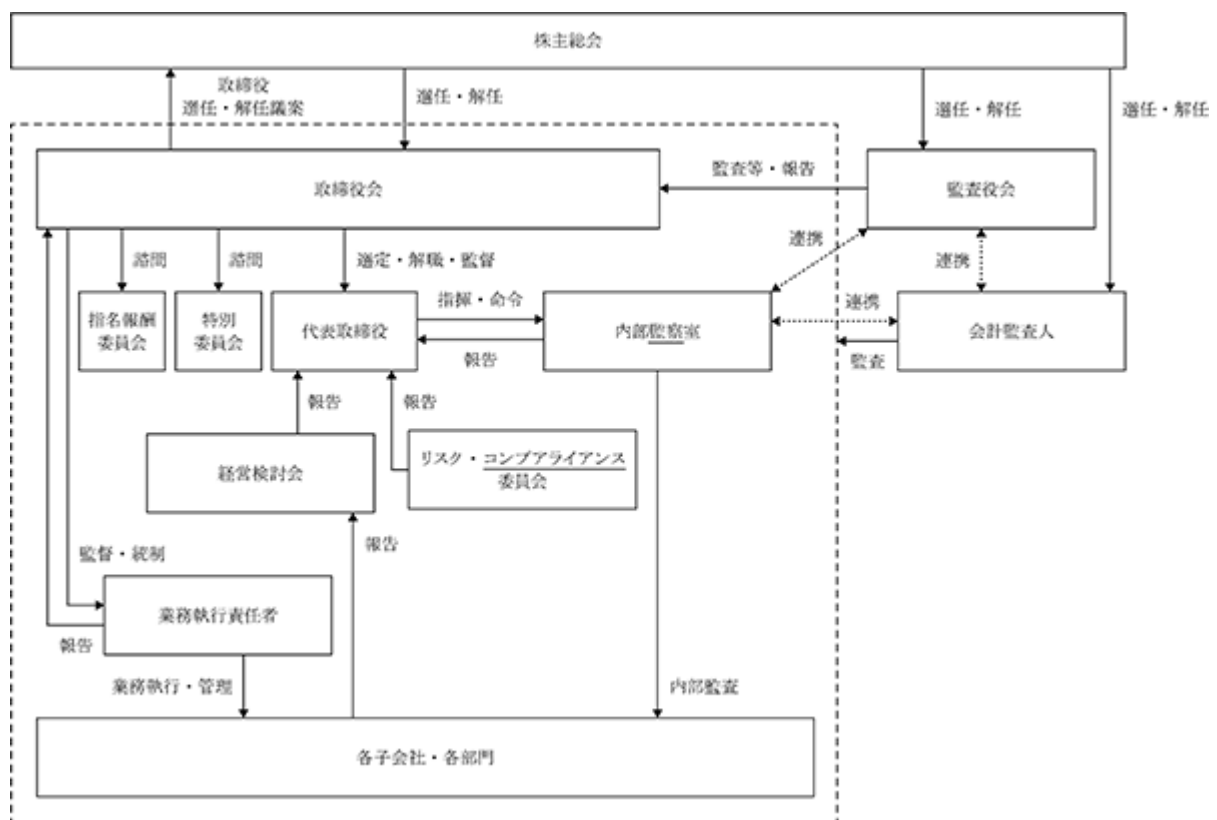 株主総会
取締役
選任・解任議案
選任・解任
選任・解任
選任・解任
取締役会
監査等・報告
監査役会
諮問
諮問
選定・解職・監督
連携
連携
指名報酬
委員会
特別
委員会
代表取締役
指揮・命令
報告
内部監察室
連携
監査
会計監査人
報告
報告
経営検討会
リスク・コンプアライアンス
委員会
報告
監督・統制
業務執行責任者
報告
業務執行・管理
内部監査
各子会社・各部門